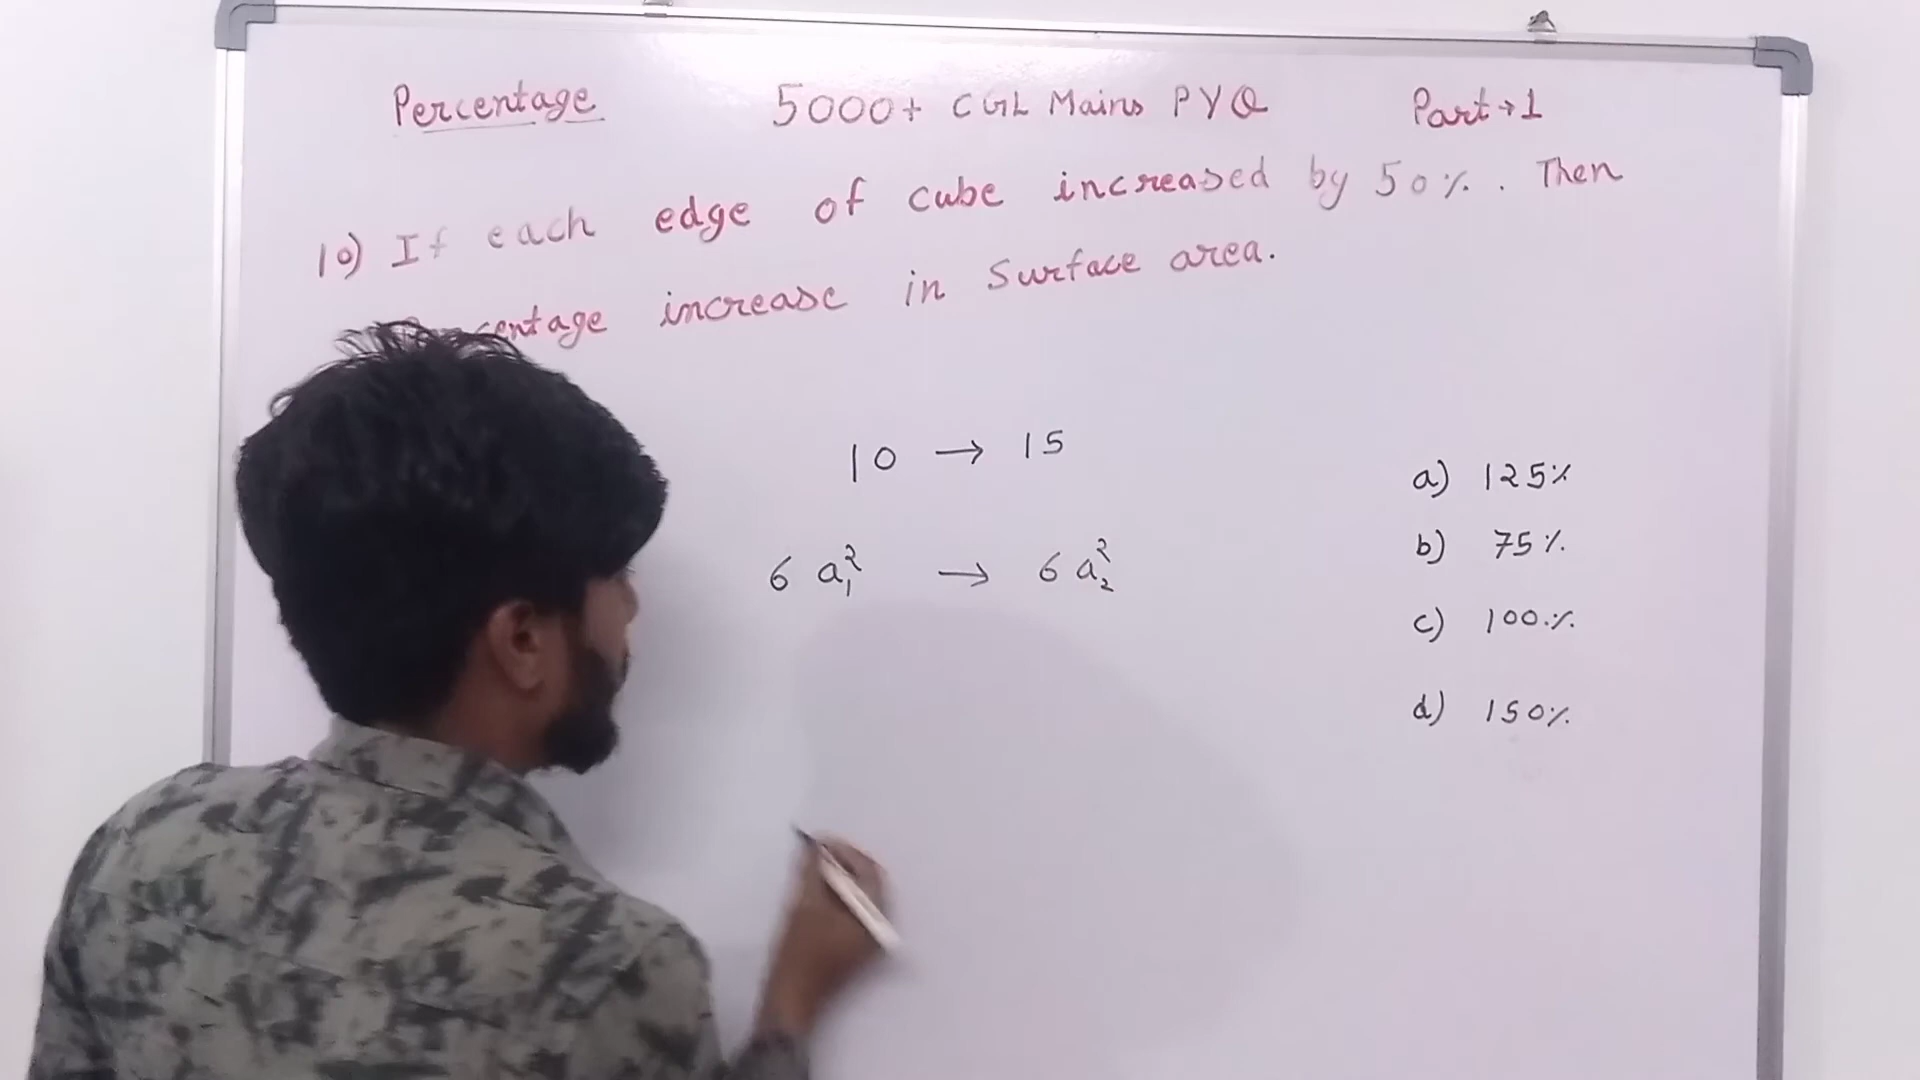 Percentage 5000+ CGL Mains PYQ Part→1
10) If each edge of cube increased by 50%. Then
increase in Surface area.
10 → 15
6 a₁² → 6 a₂²
a) 125%
b) 75%
c) 100%
d) 150%